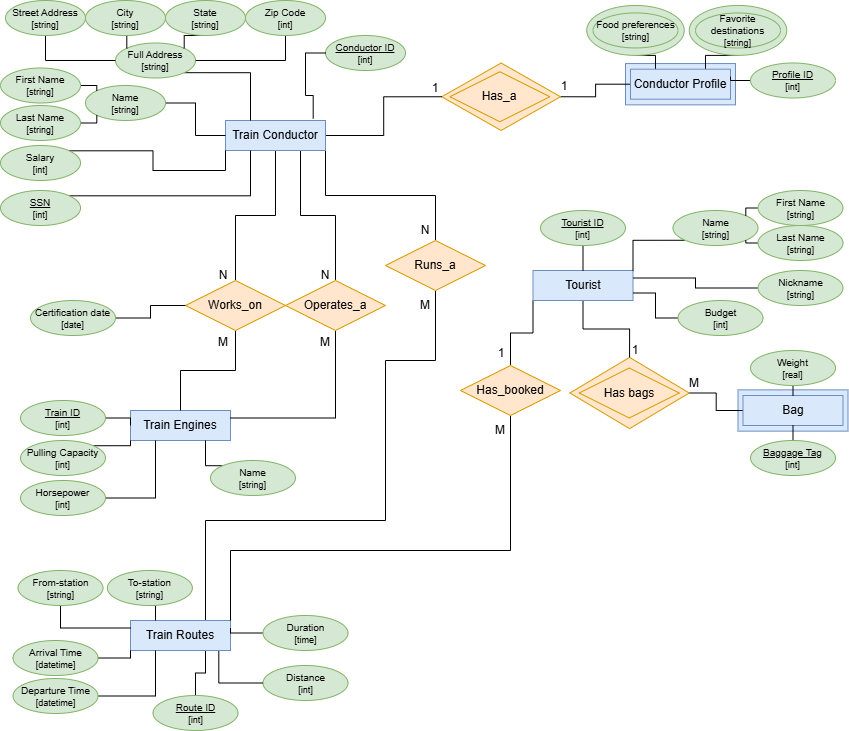 Street Address
[string]
City
[string]
State
[string]
Zip Code
[int]
Full Address
[string]
First Name
[string]
Last Name
[string]
Name
[string]
Salary
[int]
SSN
[int]
Conductor ID
[int]
Train Conductor
1
Has_a
1
Food preferences
[string]
Favorite
destinations
[string]
Conductor Profile
Profile ID
[int]
N
Works_on
M
Certification date
[date]
N
Operates_a
M
N
Runs_a
M
Tourist ID
[int]
Name
[string]
First Name
[string]
Last Name
[string]
Tourist
Nickname
[string]
Budget
[int]
1
Has_booked
M
1
Has bags
M
Weight
[real]
Bag
Baggage Tag
[int]
Train ID
[int]
Pulling Capacity
[int]
Horsepower
[int]
Train Engines
Name
[string]
From-station
[string]
To-station
[string]
Train Routes
Arrival Time
[datetime]
Departure Time
[datetime]
Route ID
[int]
Duration
[time]
Distance
[int]